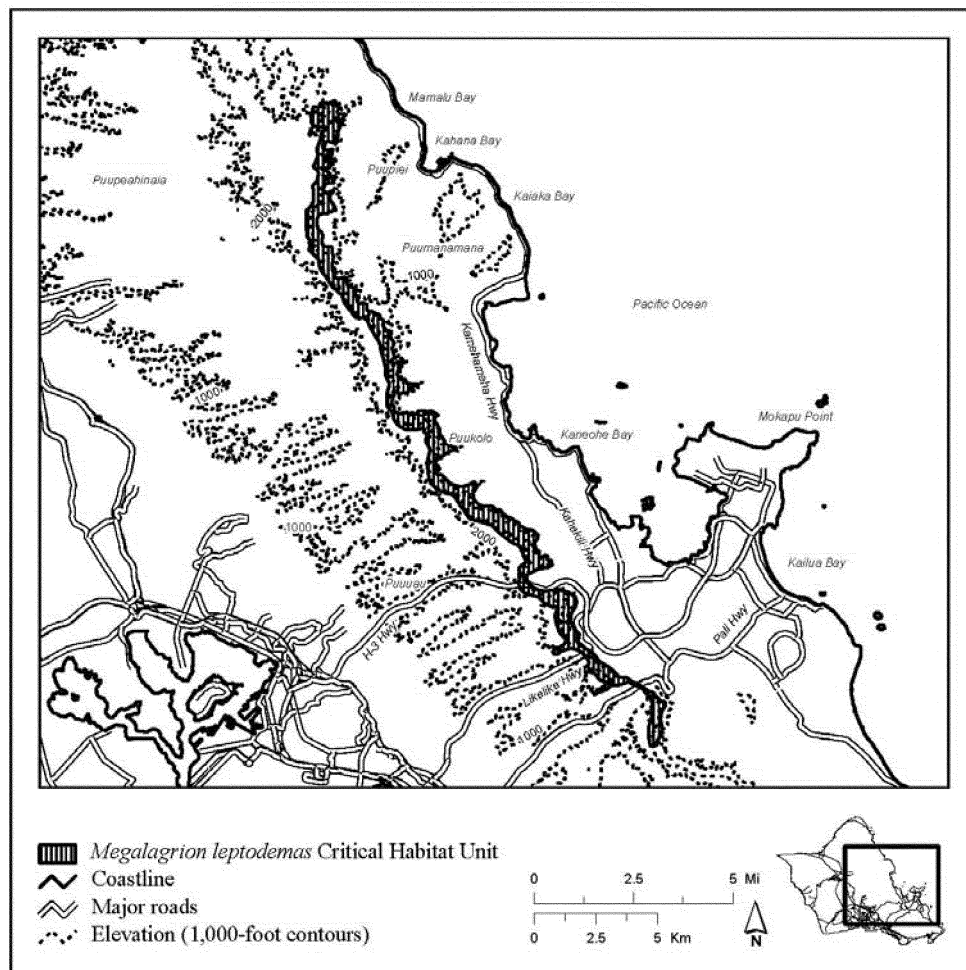 Mamalu Bay
Kahana Bay
Puupiei
Puupeahinaia
Kaiaka Bay
2000
Puumanamana
1000
Pacific Ocean
Kamehameha Hwy
1000
Mokapu Point
Puukolo
Kaneohe Bay
1000
2000
Kahekili Hwy
Kailua Bay
Puuuau
H-3 Hwy
Pali Hwy
Likelike Hwy
1000
Megalagrion leptodemas Critical Habitat Unit
Coastline
Major roads
Elevation (1,000-foot contours)
0 2.5 5 Mi
0 2.5 5 Km
N